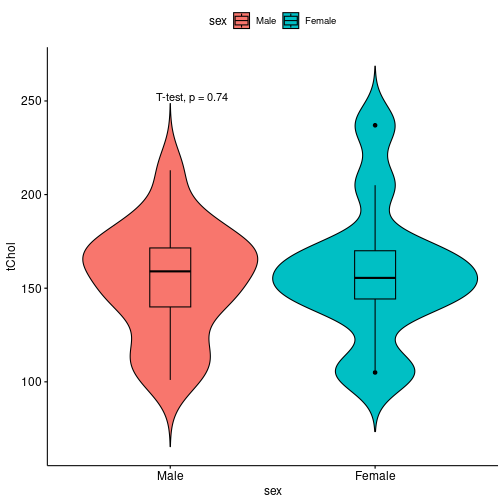 sex Male Female
T-test, p = 0.74
250
200
150
100
tChol
Male Female
sex